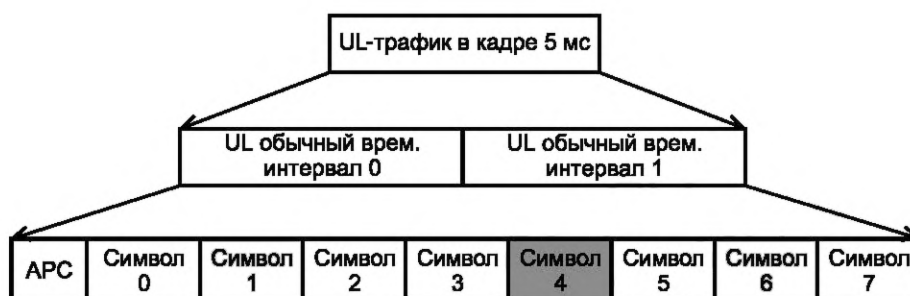 UL-трафик в кадре 5 мс
UL обычный врем.
интервал 0
UL обычный врем.
интервал 1
АРС
Символ
0
Символ
1
Символ
2
Символ
3
Символ
4
Символ
5
Символ
6
Символ
7